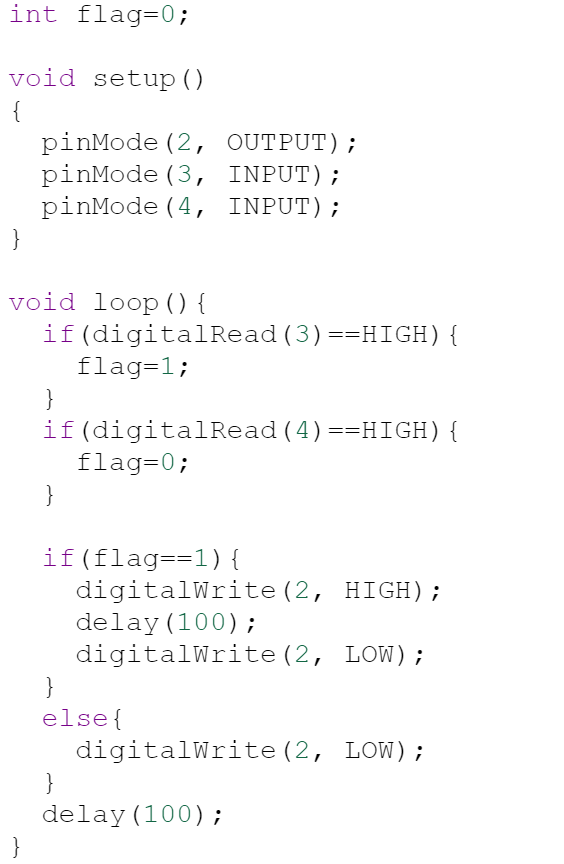 int flag=0;

void setup()
{
  pinMode(2, OUTPUT);
  pinMode(3, INPUT);
  pinMode(4, INPUT);
}

void loop(){
  if(digitalRead(3)==HIGH){
    flag=1;
  }
  if(digitalRead(4)==HIGH){
    flag=0;
  }

  if(flag==1){
    digitalWrite(2, HIGH);
    delay(100);
    digitalWrite(2, LOW);
  }
  else{
    digitalWrite(2, LOW);
  }
  delay(100);
}